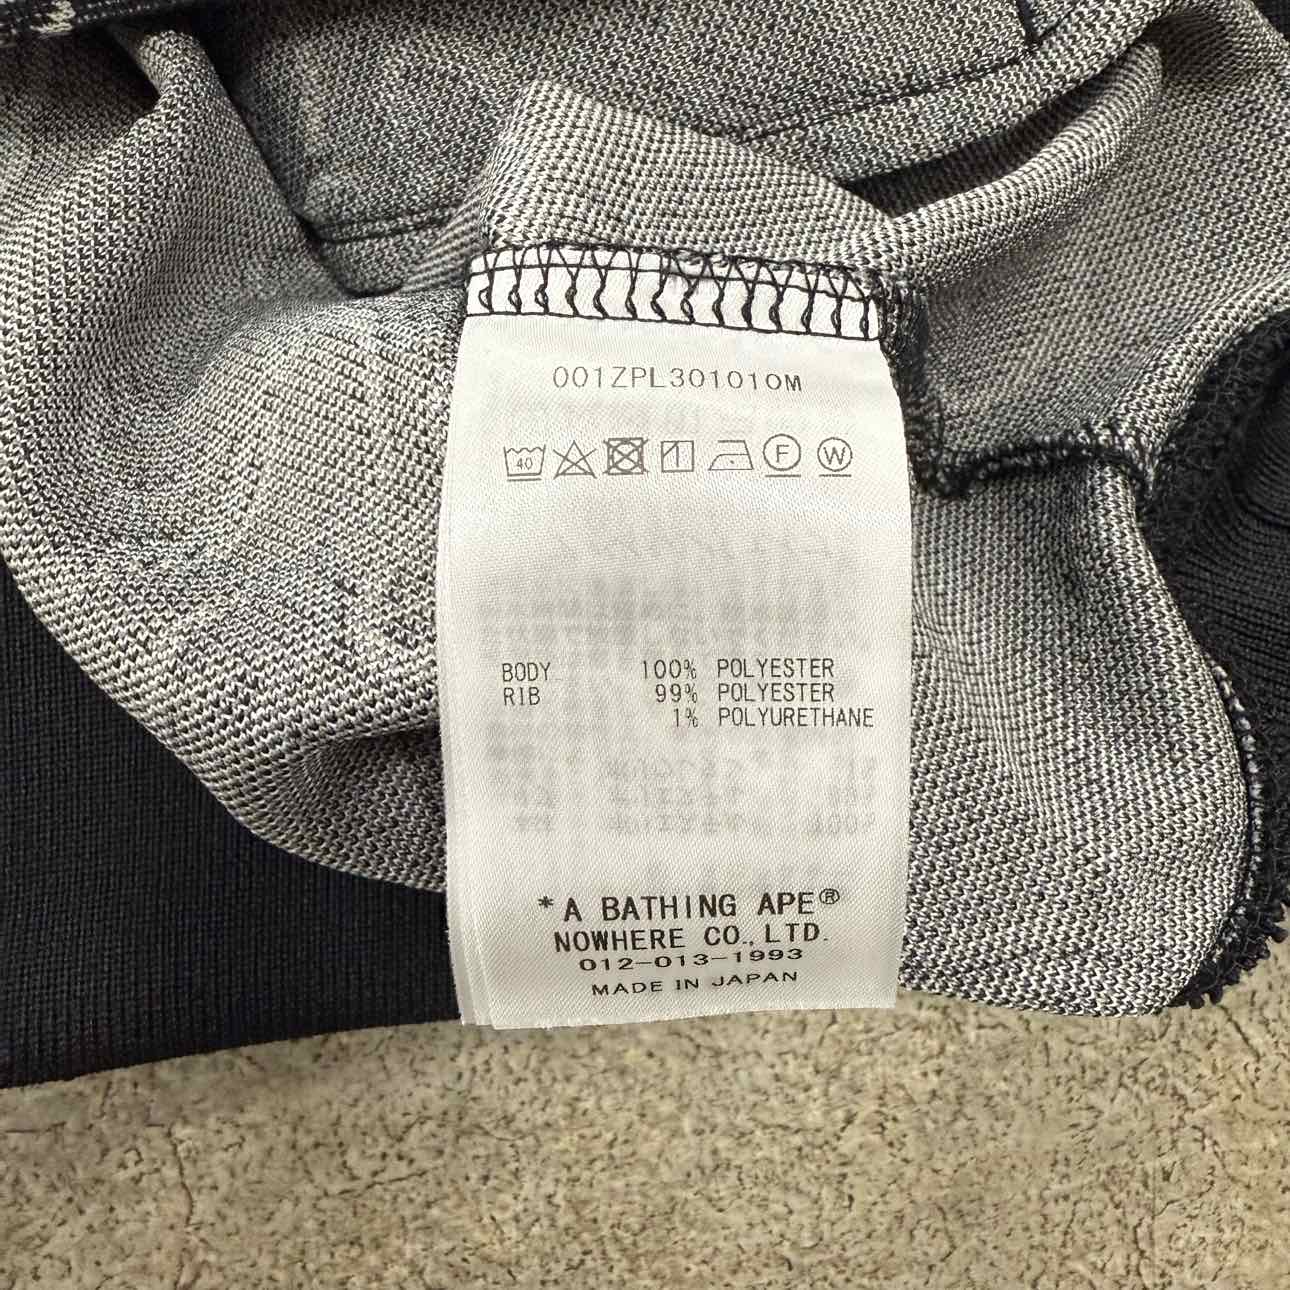 001ZPL301010M
40 F W
BODY 100% POLYESTER
RIB 99% POLYESTER
1% POLYURETHANE
*A BATHING APE®
NOWHERE CO., LTD.
012-013-1993
MADE IN JAPAN